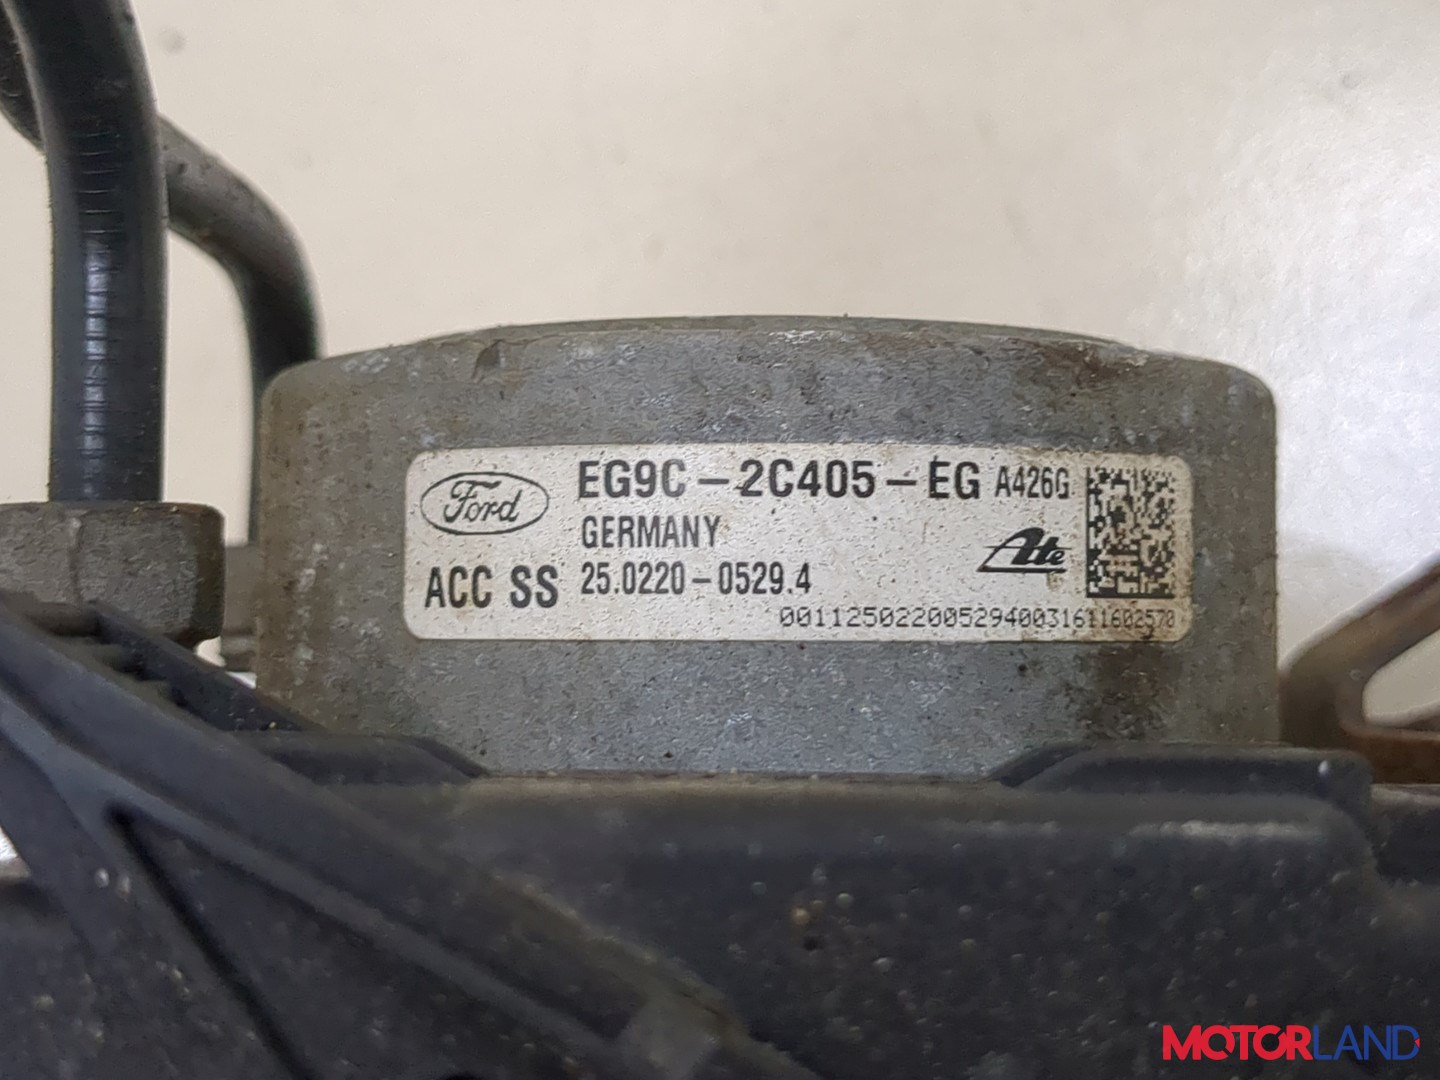 Ford EG9C-2C405-EG A426G
GERMANY
Ate
ACC SS 25.0220-0529.4
0011250220052940031611602570
MOTORLAND